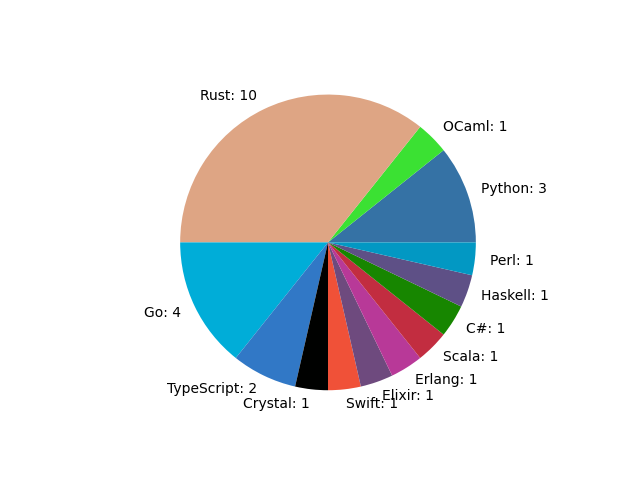 Rust: 10
OCaml: 1
Python: 3
Perl: 1
Haskell: 1
C#: 1
Scala: 1
Erlang: 1
Elixir: 1
Swift: 1
Crystal: 1
TypeScript: 2
Go: 4